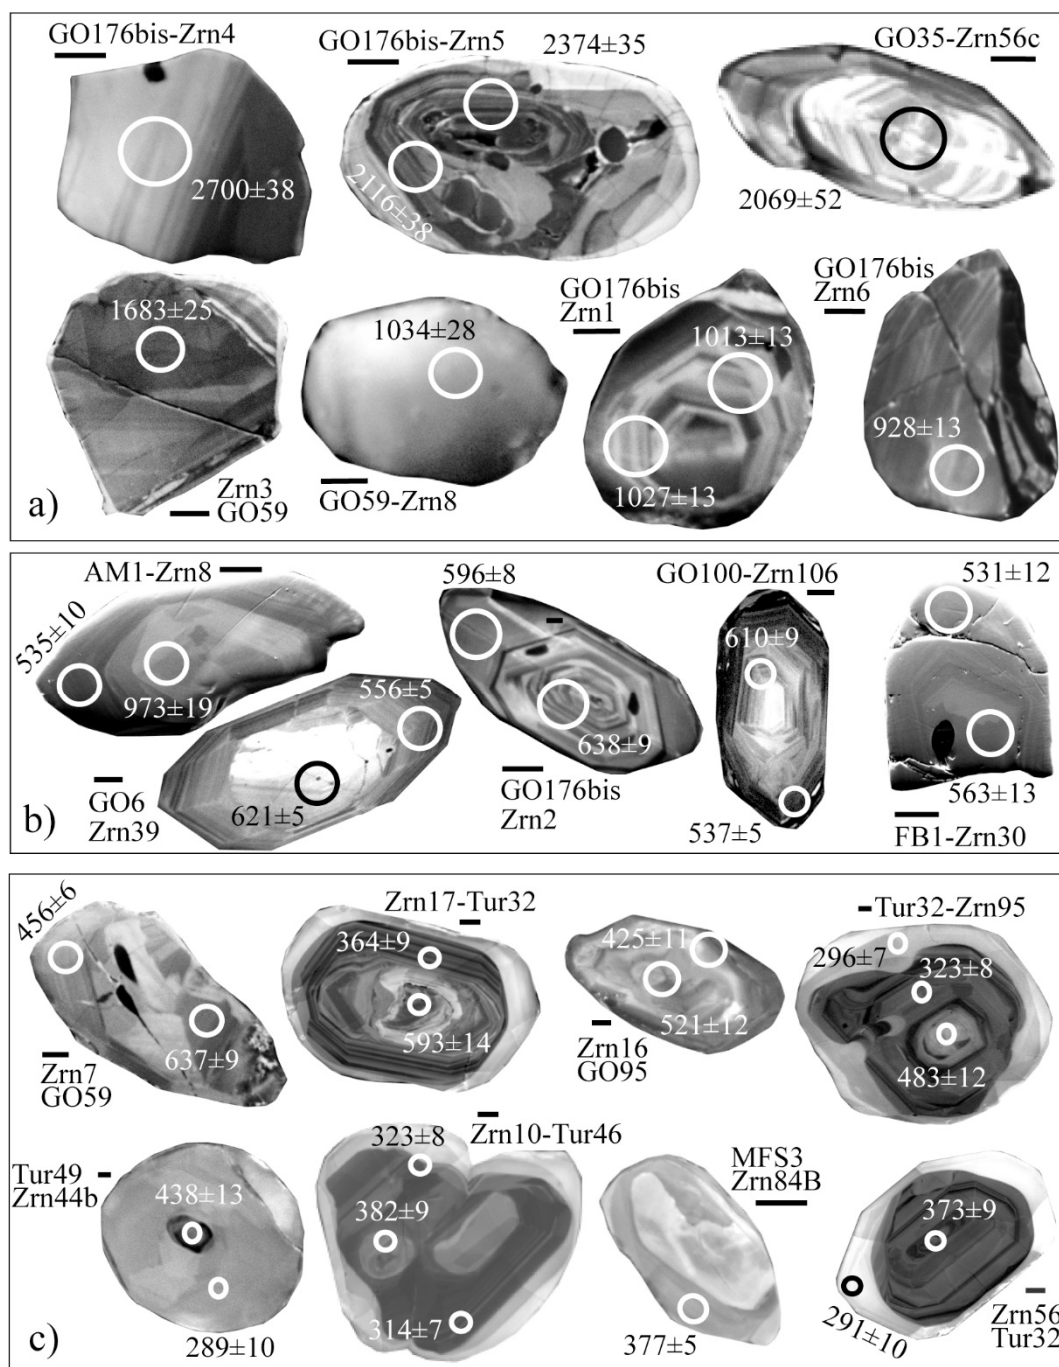 GO176bis-Zrn4
2700±38
GO176bis-Zrn5
2374±35
2116±38
GO35-Zrn56c
2069±52
1683±25
Zrn3
GO59
1034±28
GO59-Zrn8
GO176bis
Zrn1
1013±13
1027±13
GO176bis
Zrn6
928±13
a)
AM1-Zrn8
535±10
973±19
GO6
Zrn39
556±5
621±5
596±8
638±9
GO176bis
Zrn2
GO100-Zrn106
610±9
537±5
531±12
563±13
FB1-Zrn30
b)
456±6
637±9
Zrn7
GO59
Zrn17-Tur32
364±9
593±14
425±11
521±12
Zrn16
GO95
Tur32-Zrn95
296±7
323±8
483±12
Tur49
Zrn44b
438±13
289±10
Zrn10-Tur46
323±8
382±9
314±7
MFS3
Zrn84B
377±5
373±9
291±10
Zrn56
Tur32
c)